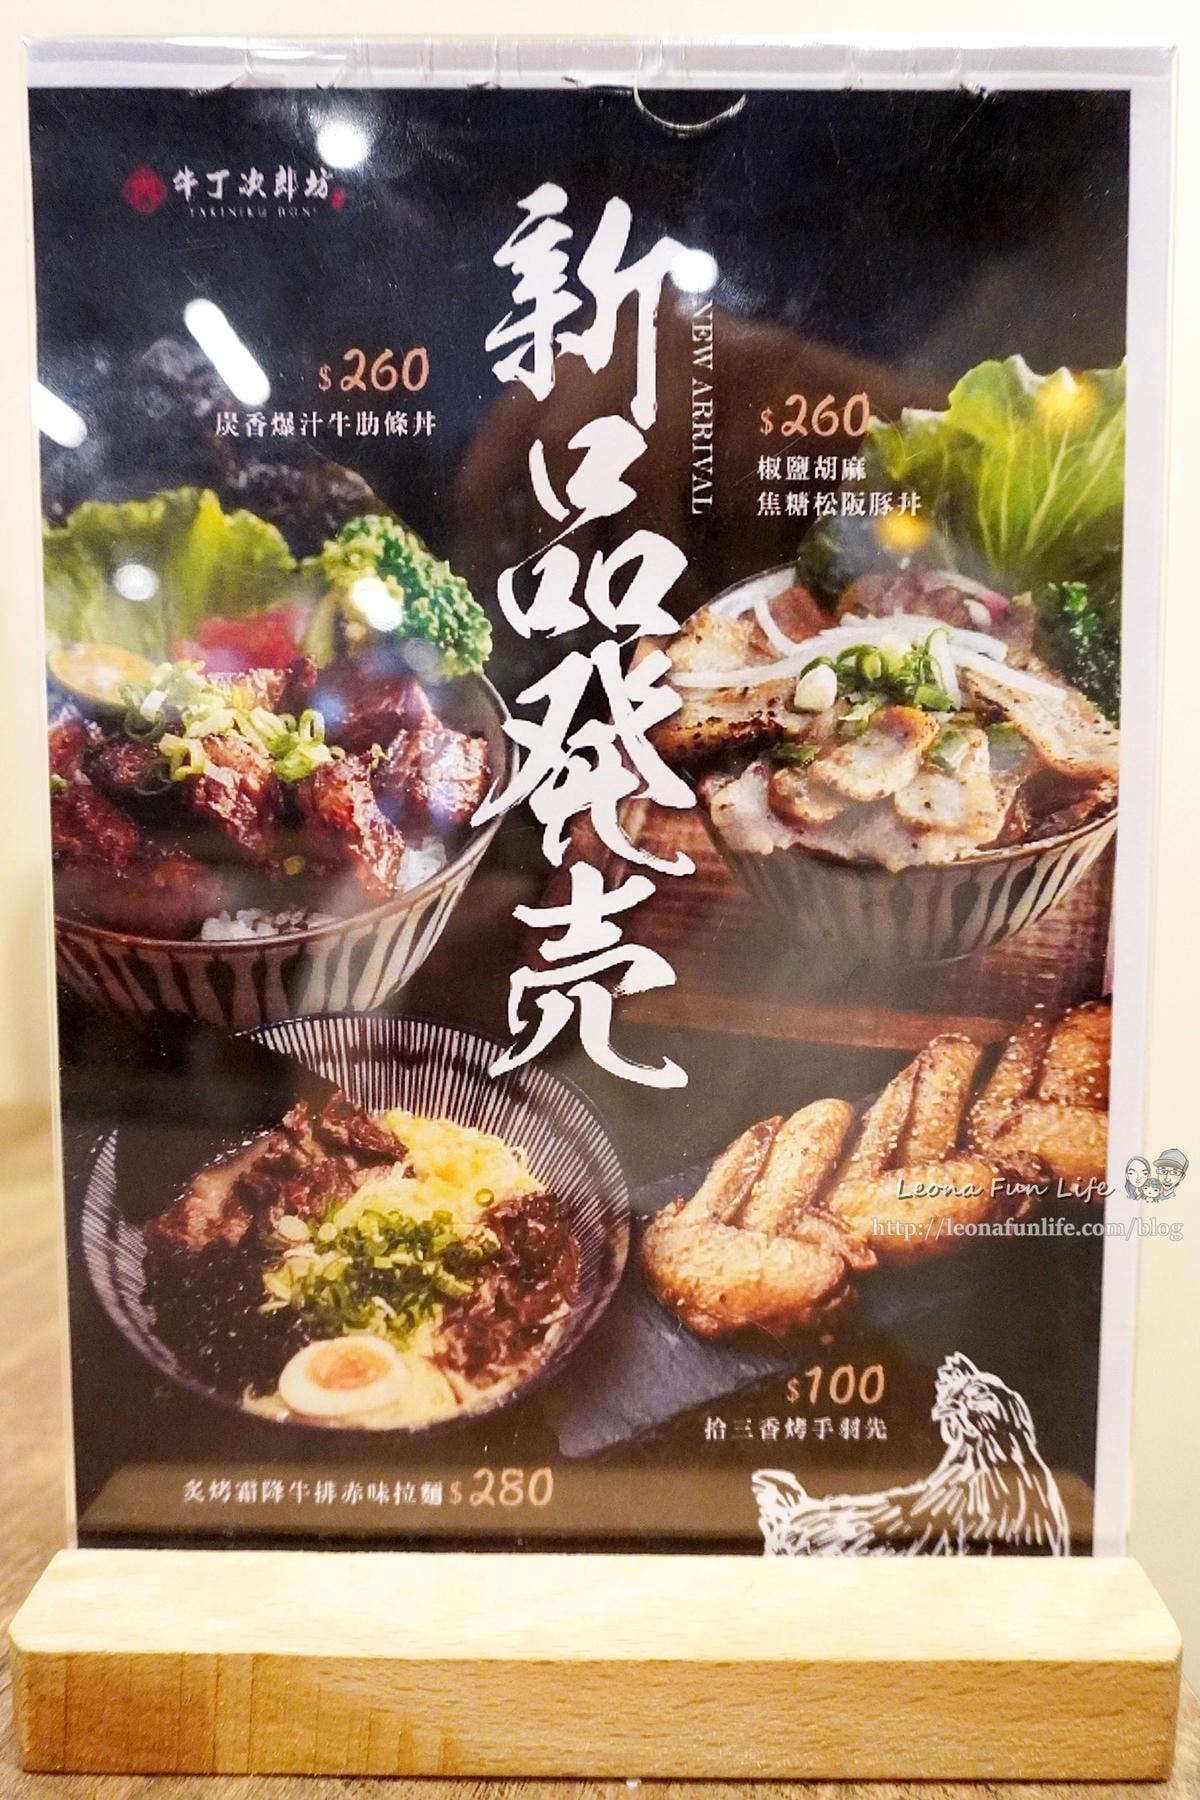 牛丁次郎坊
YAKINIKU DON!
新品発売
NEW ARRIVAL
$260
炭香爆汁牛肋條丼
$260
椒鹽胡麻
焦糖松阪豚丼
$100
拾三香烤手羽先
炙烤霜降牛排赤味拉麵 $280
Leona Fun Life
http://leonafunlife.com/blog